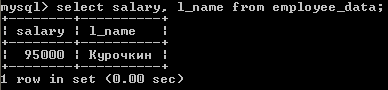 mysql> select salary, l_name from employee_data;
+--------+----------+
| salary | l_name   |
+--------+----------+
|  95000 | Курочкин |
+--------+----------+
1 row in set (0.00 sec)